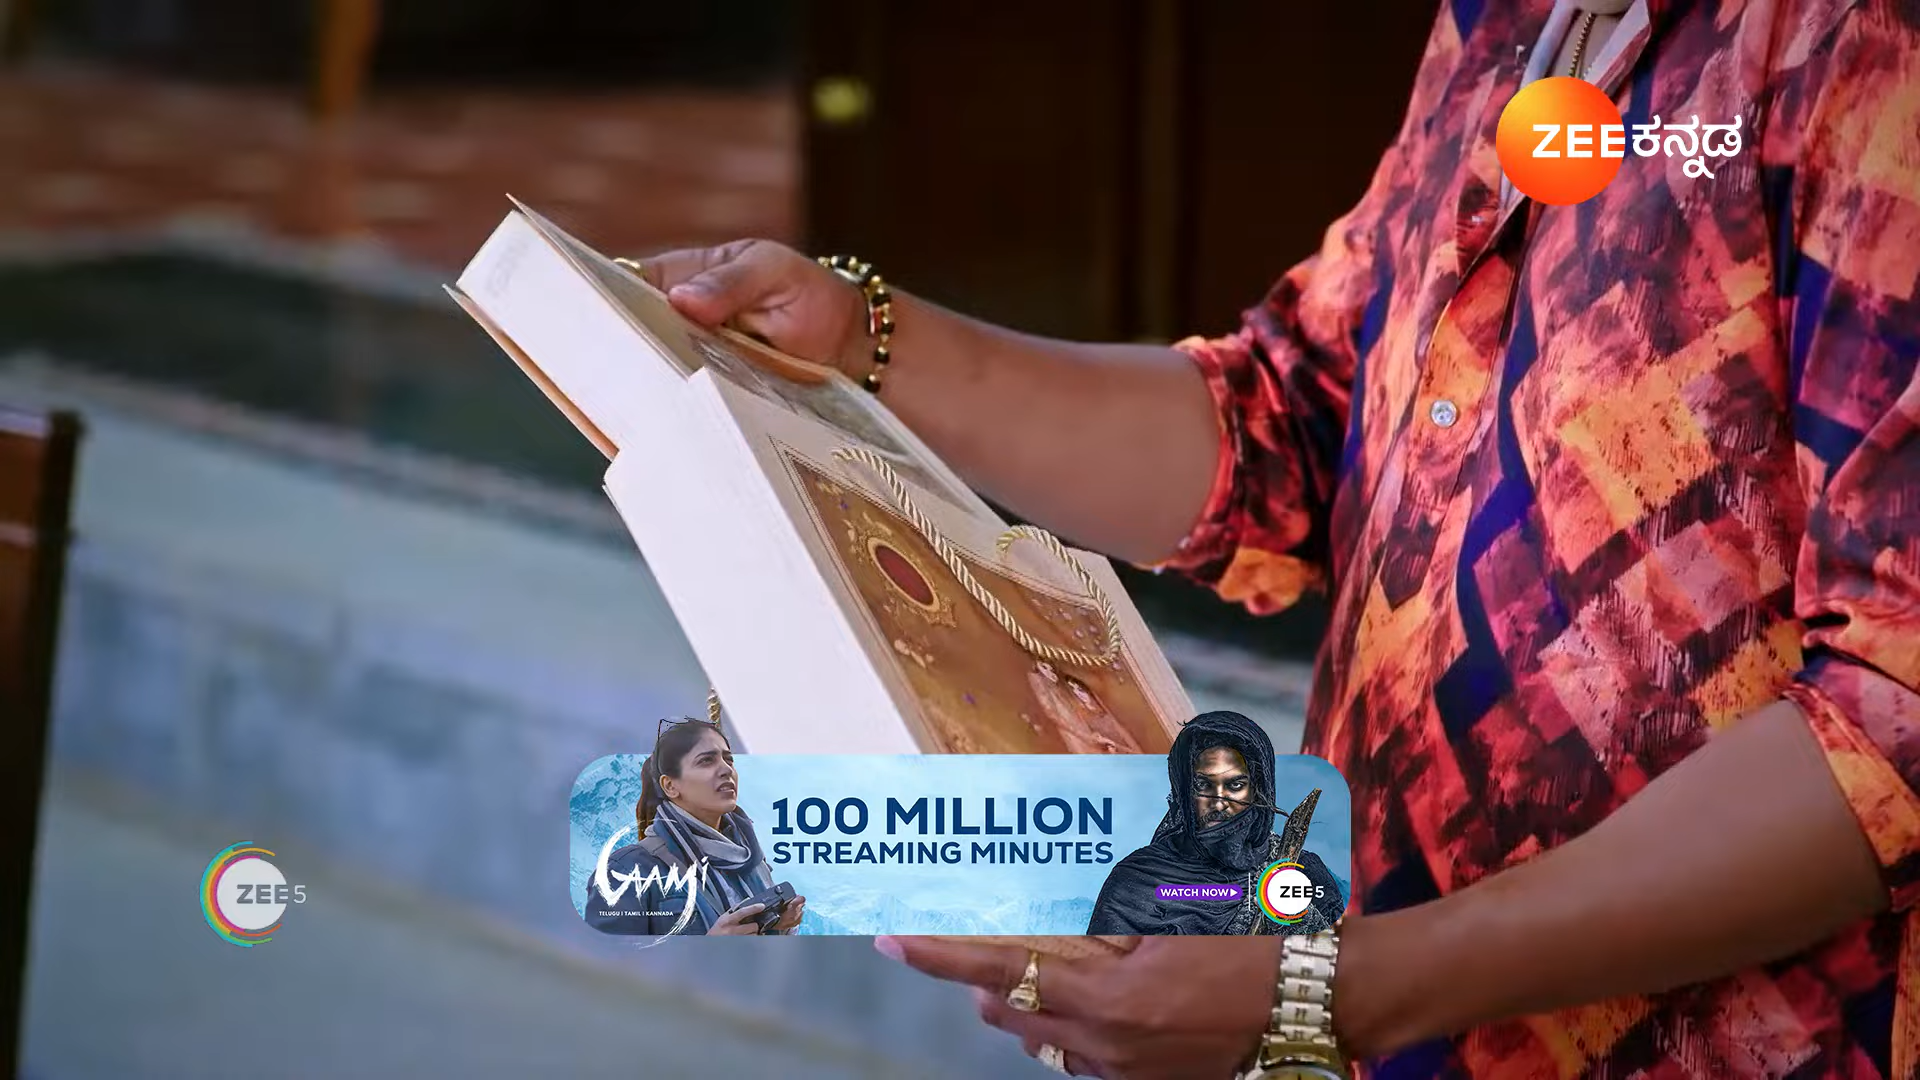 ZEEಕನ್ನಡ
100 MILLION
STREAMING MINUTES
GAAMI
TELUGU | TAMIL | KANNADA
WATCH NOW
ZEE5
ZEE5